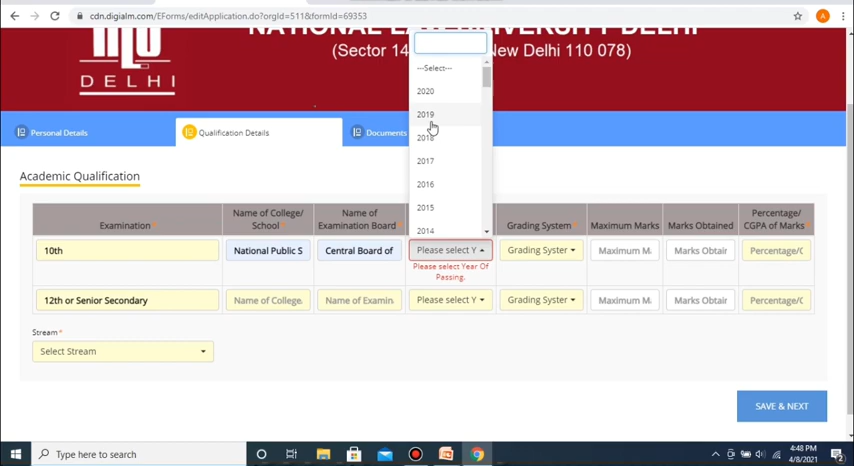 cdn.digialm.com/EForms/editApplication.do?orgId=511&formId=69353
A
DELHI
(Sector 14
New Delhi 110 078)
Personal Details
Qualification Details
Documents
---Select---
2020
2019
2018
2017
2016
2015
2014
Academic Qualification
Examination*
Name of College/
School*
Name of
Examination Board*
Grading System*
Maximum Marks
Marks Obtained
Percentage/
CGPA of Marks*
10th
National Public S
Central Board of
Please select Y
Grading Syster
Maximum M
Marks Obtair
Percentage/C
Please select Year Of
Passing.
12th or Senior Secondary
Name of College,
Name of Examin
Please select Y
Grading Syster
Maximum M
Marks Obtair
Percentage/C
Stream*
Select Stream
SAVE & NEXT
Type here to search
4:48 PM
4/8/2021
2